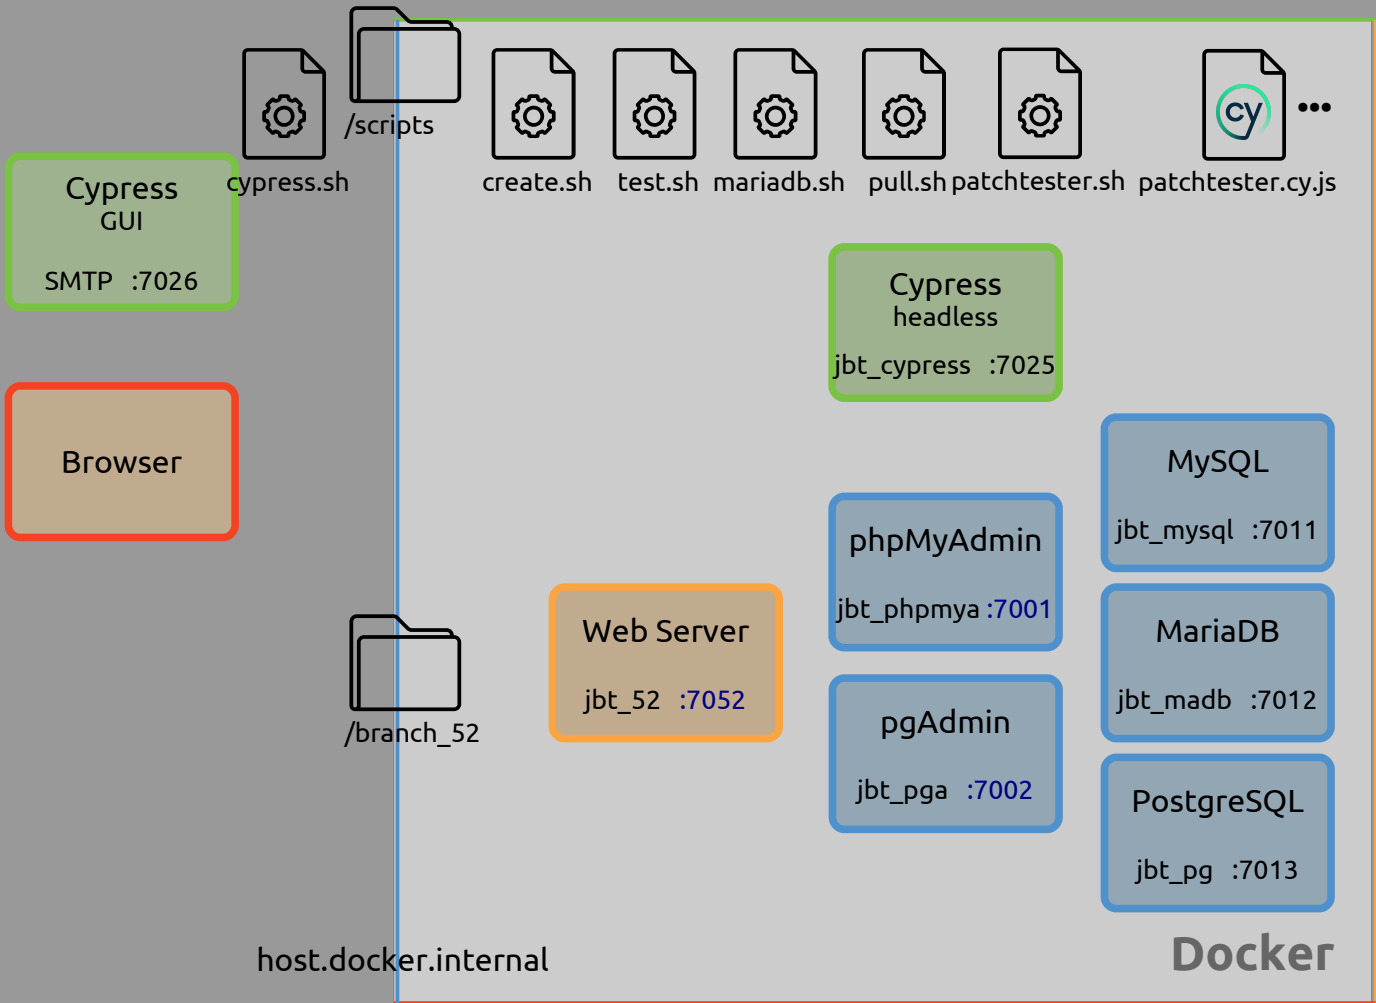 /scripts
cypress.sh
create.sh
test.sh
mariadb.sh
pull.sh
patchtester.sh
cy
•••
patchtester.cy.js
Cypress
GUI
SMTP :7026
Cypress
headless
jbt_cypress :7025
Browser
MySQL
jbt_mysql :7011
phpMyAdmin
jbt_phpmya :7001
Web Server
jbt_52 :7052
/branch_52
MariaDB
jbt_madb :7012
pgAdmin
jbt_pga :7002
PostgreSQL
jbt_pg :7013
host.docker.internal
Docker